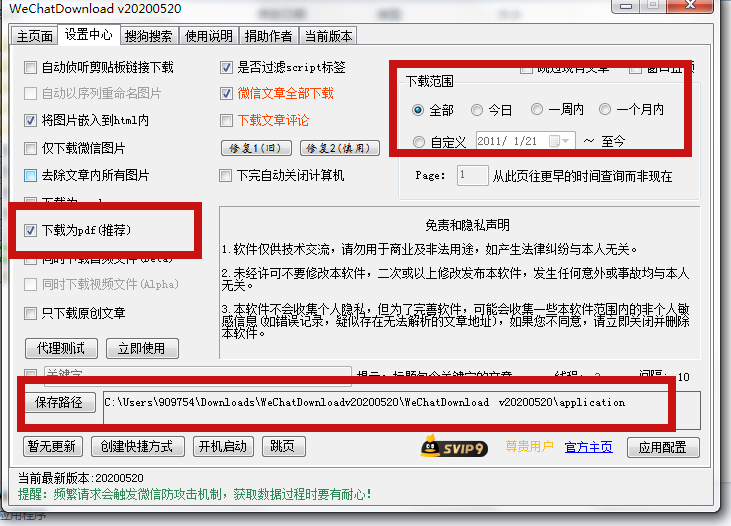 WeChatDownload v20200520
主页面 设置中心 搜狗搜索 使用说明 捐助作者 当前版本
自动侦听剪贴板链接下载
自动以序列重命名图片
将图片嵌入到html内
仅下载微信图片
去除文章内所有图片
下载为pdf(推荐)
同时下载音频文件(Beta)
同时下载视频文件(Alpha)
只下载原创文章
代理测试 立即使用
是否过滤script标签
微信文章全部下载
下载文章评论
修复1(旧) 修复2(慎用)
下完自动关闭计算机
下载范围
全部 今日 一周内 一个月内
自定义 2011/ 1/21 ~ 至今
Page: 1 从此页往更早的时间查询而非现在
免责和隐私声明
1.软件仅供技术交流，请勿用于商业及非法用途，如产生法律纠纷与本人无关。
2.未经许可不要修改本软件，二次或以上修改发布本软件，发生任何意外或事故均与本人
无关。
3.本软件不会收集个人隐私，但为了完善软件，可能会收集一些本软件范围内的非个人敏
感信息(如错误记录，疑似存在无法解析的文章地址)，如果您不同意，请立即关闭并删除
本软件。
关键字 提示：标题包含关键字的文章 线程： 间隔：10
保存路径 C:\Users\909754\Downloads\WeChatDownloadv20200520\WeChatDownload v20200520\application
暂无更新 创建快捷方式 开机启动 跳页 SVIP9 尊贵用户 官方主页 应用配置
当前最新版本:20200520
提醒：频繁请求会触发微信防攻击机制，获取数据过程时要有耐心！
应用程序